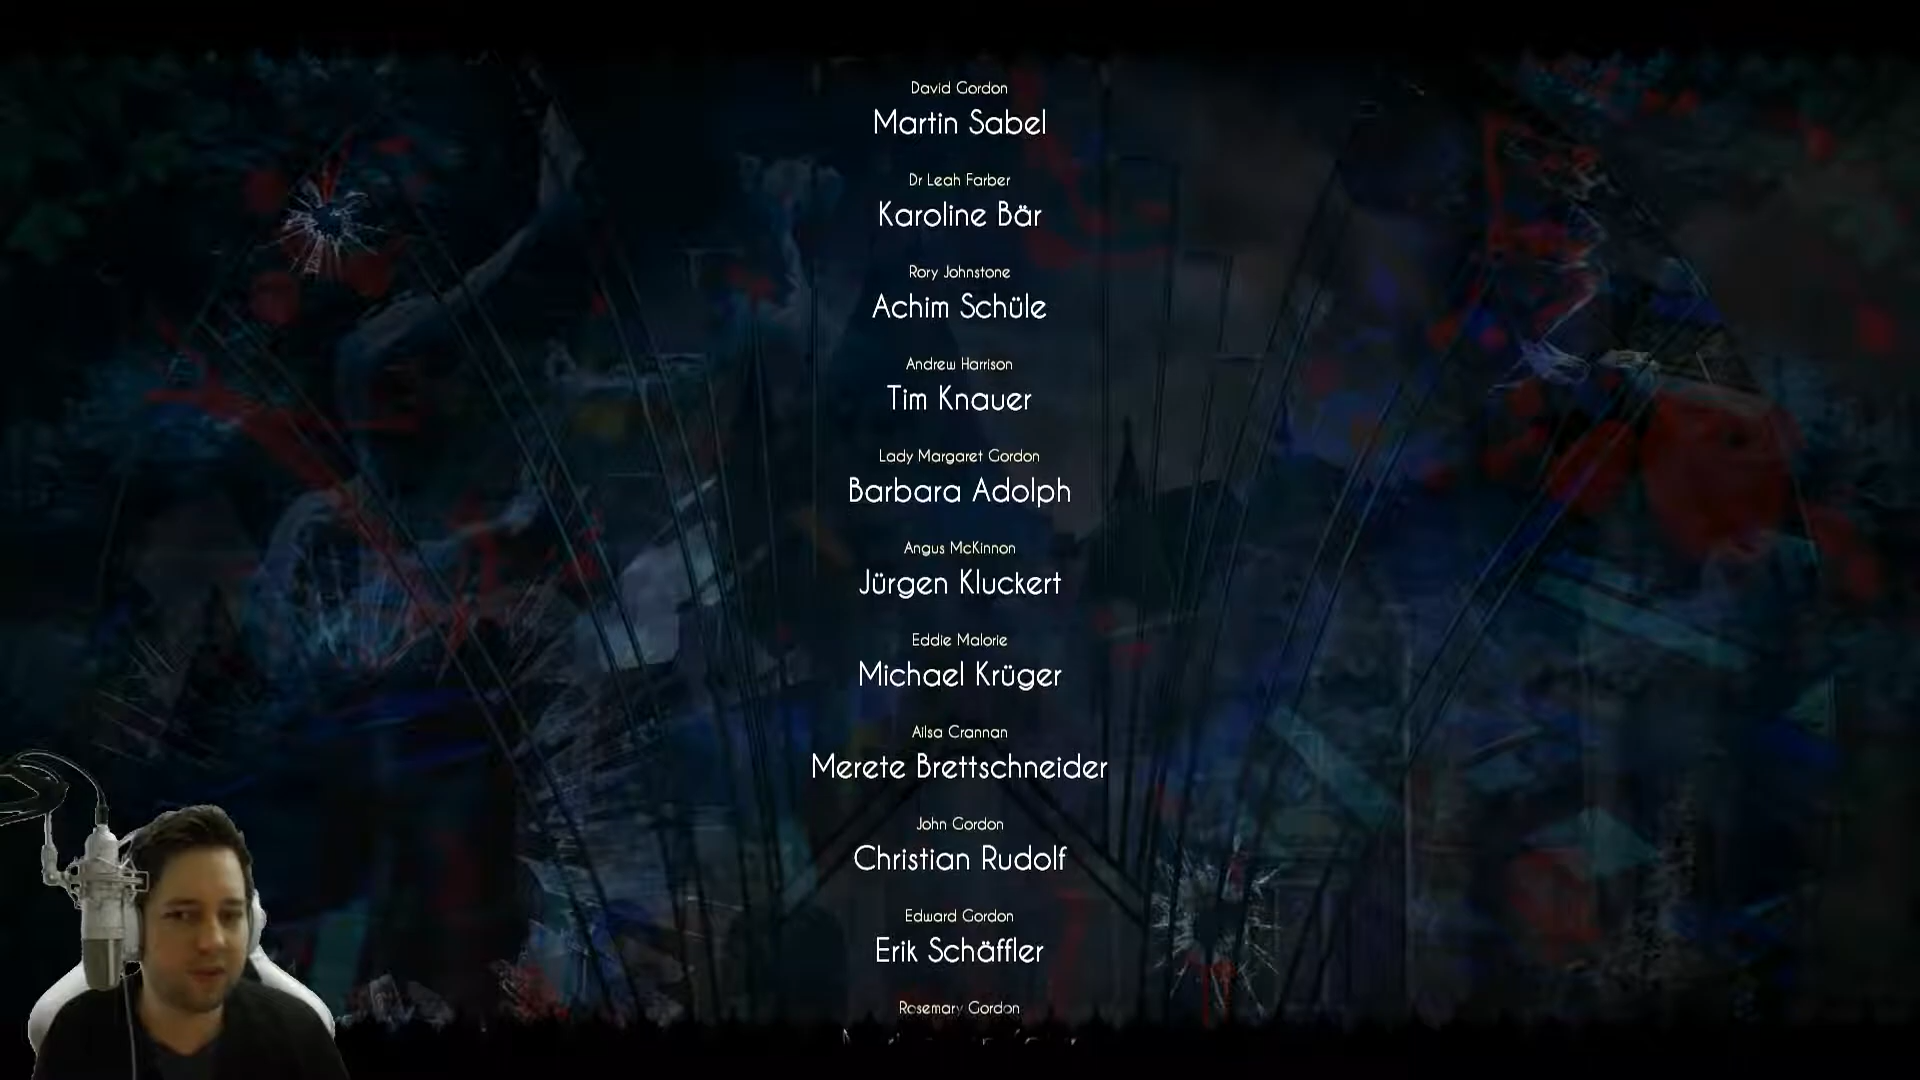 David Gordon
Martin Sabel
Dr Leah Farber
Karoline Bär
Rory Johnstone
Achim Schüle
Andrew Harrison
Tim Knauer
Lady Margaret Gordon
Barbara Adolph
Angus McKinnon
Jürgen Kluckert
Eddie Malorie
Michael Krüger
Ailsa Crannan
Merete Brettschneider
John Gordon
Christian Rudolf
Edward Gordon
Erik Schäffler
Rosemary Gordon